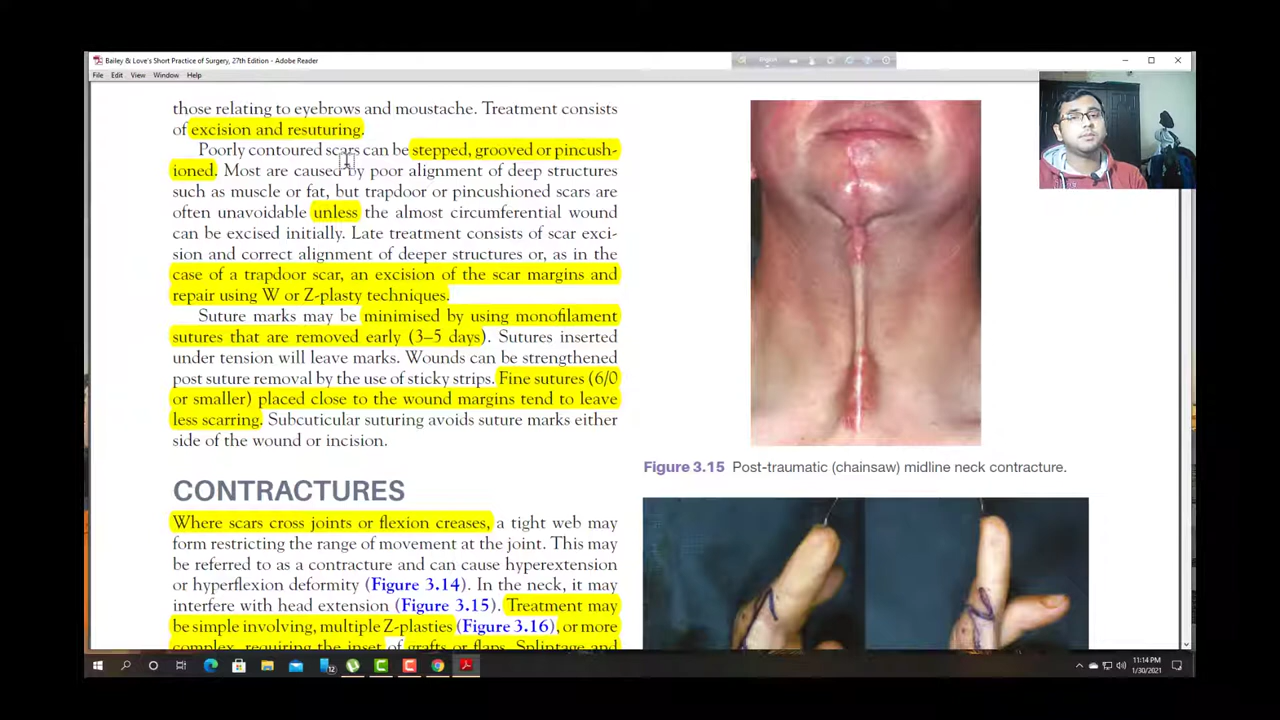 Bailey & Love's Short Practice of Surgery, 27th Edition - Adobe Reader
File Edit View Window Help
those relating to eyebrows and moustache. Treatment consists
of excision and resuturing.
Poorly contoured scars can be stepped, grooved or pincush-
ioned. Most are caused by poor alignment of deep structures
such as muscle or fat, but trapdoor or pincushioned scars are
often unavoidable unless the almost circumferential wound
can be excised initially. Late treatment consists of scar exci-
sion and correct alignment of deeper structures or, as in the
case of a trapdoor scar, an excision of the scar margins and
repair using W or Z-plasty techniques.
Suture marks may be minimised by using monofilament
sutures that are removed early (3–5 days). Sutures inserted
under tension will leave marks. Wounds can be strengthened
post suture removal by the use of sticky strips. Fine sutures (6/0
or smaller) placed close to the wound margins tend to leave
less scarring. Subcuticular suturing avoids suture marks either
side of the wound or incision.
CONTRACTURES
Where scars cross joints or flexion creases, a tight web may
form restricting the range of movement at the joint. This may
be referred to as a contracture and can cause hyperextension
or hyperflexion deformity (Figure 3.14). In the neck, it may
interfere with head extension (Figure 3.15). Treatment may
be simple involving, multiple Z-plasties (Figure 3.16), or more
complex, requiring the inset of grafts or flaps. Splintage and
Figure 3.15 Post-traumatic (chainsaw) midline neck contracture.
11:14 PM
1/30/2021